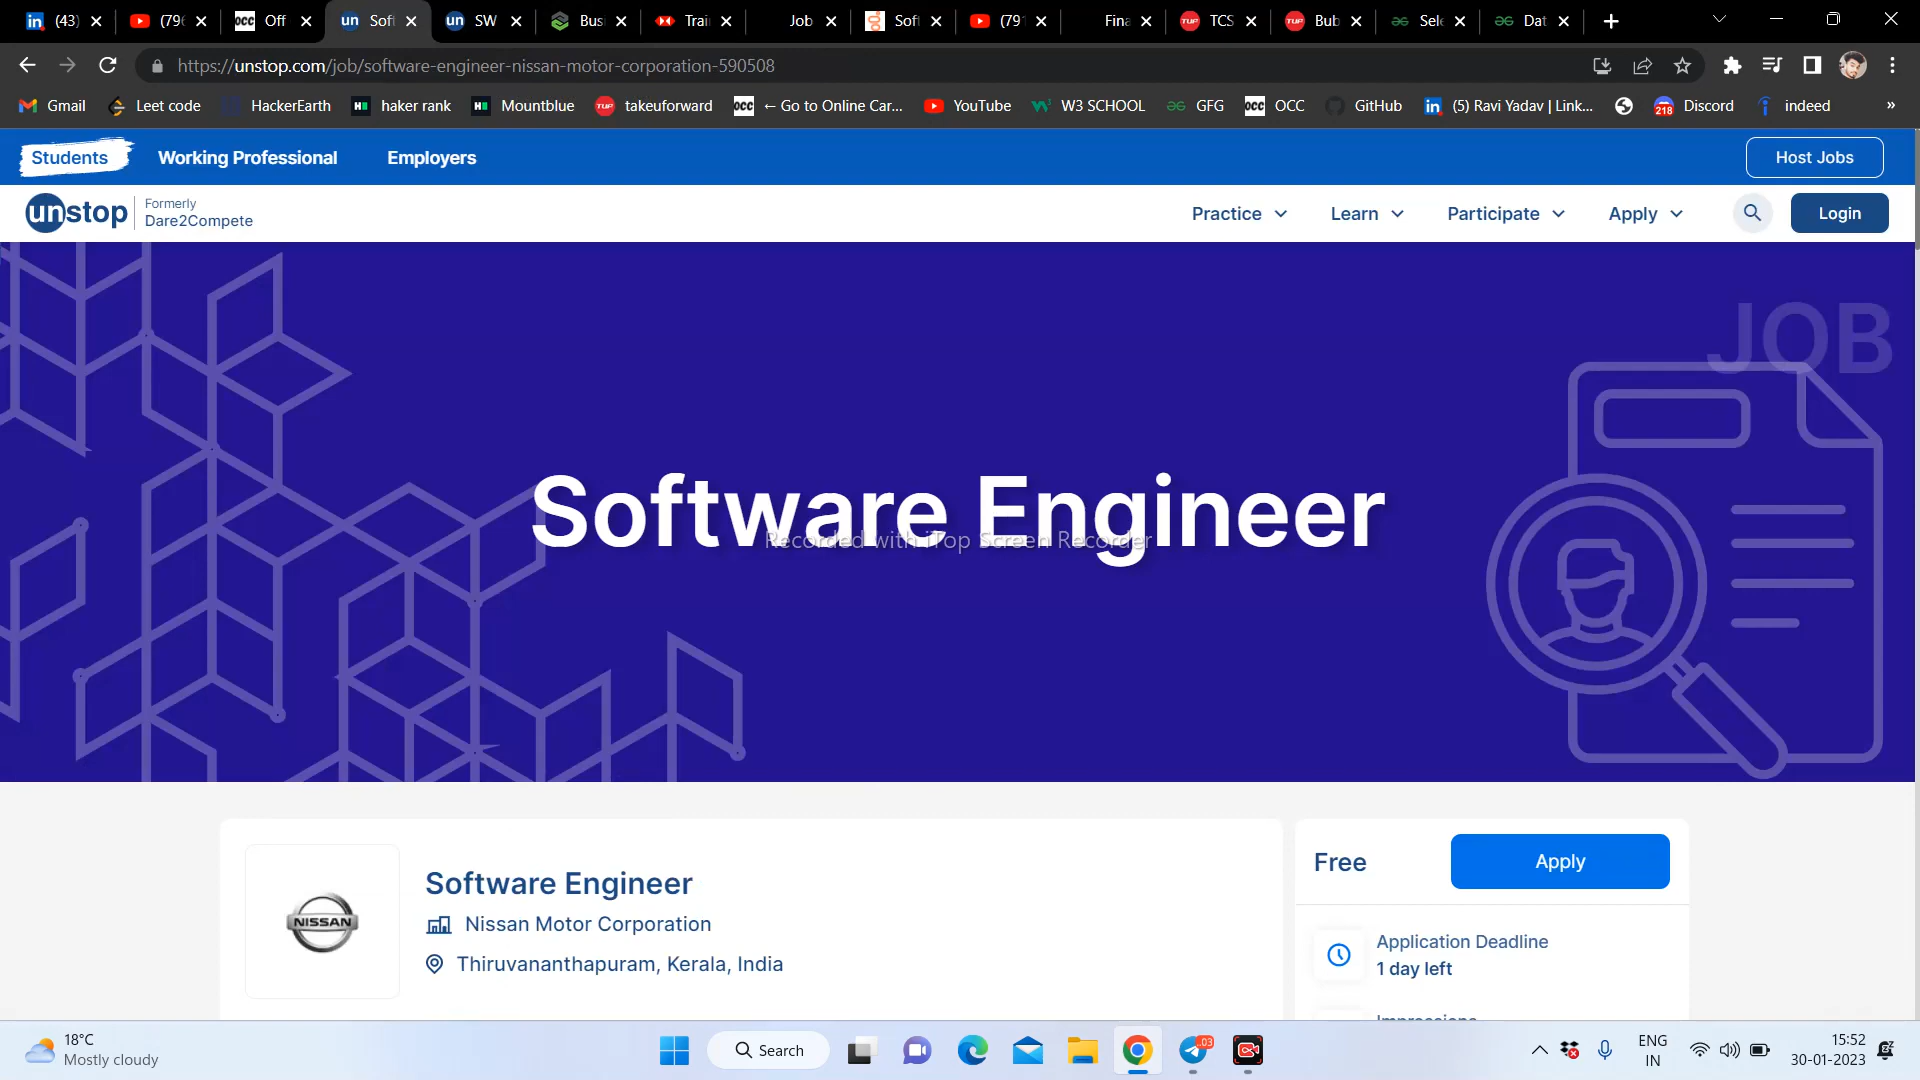 (43)
(79
Off
Soft
SW
Busi
Trai
Job
Soft
(791
Fina
TCS
Bub
Sele
Dat
https://unstop.com/job/software-engineer-nissan-motor-corporation-590508
Gmail
Leet code
HackerEarth
haker rank
Mountblue
takeuforward
← Go to Online Car...
YouTube
W3 SCHOOL
GFG
OCC
GitHub
(5) Ravi Yadav | Link...
218
Discord
indeed
»
Students
Working Professional
Employers
Host Jobs
unstop
Formerly
Dare2Compete
Practice
Learn
Participate
Apply
Login
JOB
Software Engineer
Recorded with iTop Screen Recorder
NISSAN
Software Engineer
Nissan Motor Corporation
Thiruvananthapuram, Kerala, India
Free
Apply
Application Deadline
1 day left
Impressions
18°C
Mostly cloudy
Search
.03
ENG
IN
15:52
30-01-2023